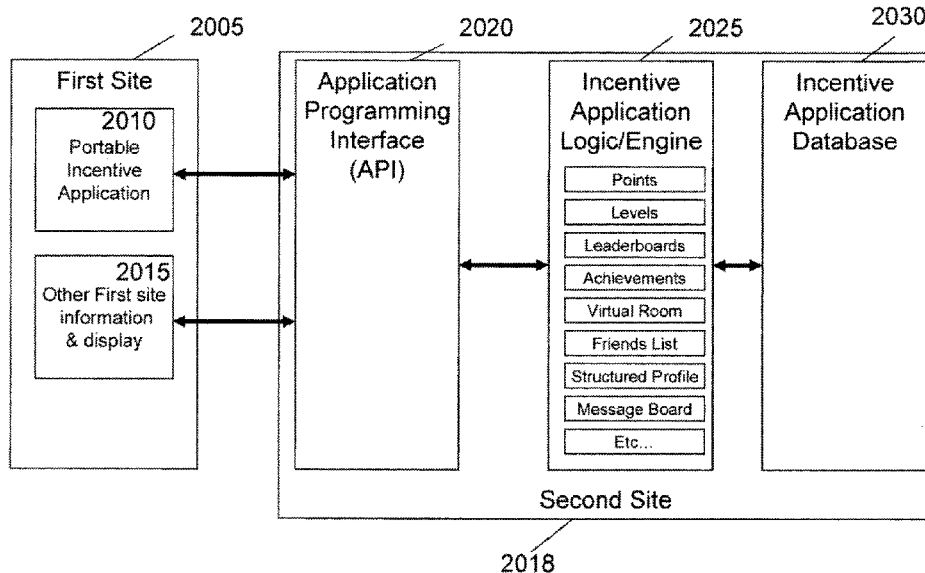 2005
2020
2025
2030
First Site
2010
Portable
Incentive
Application
2015
Other First site
information
& display
Application
Programming
Interface
(API)
Incentive
Application
Logic/Engine
Points
Levels
Leaderboards
Achievements
Virtual Room
Friends List
Structured Profile
Message Board
Etc...
Incentive
Application
Database
Second Site
2018